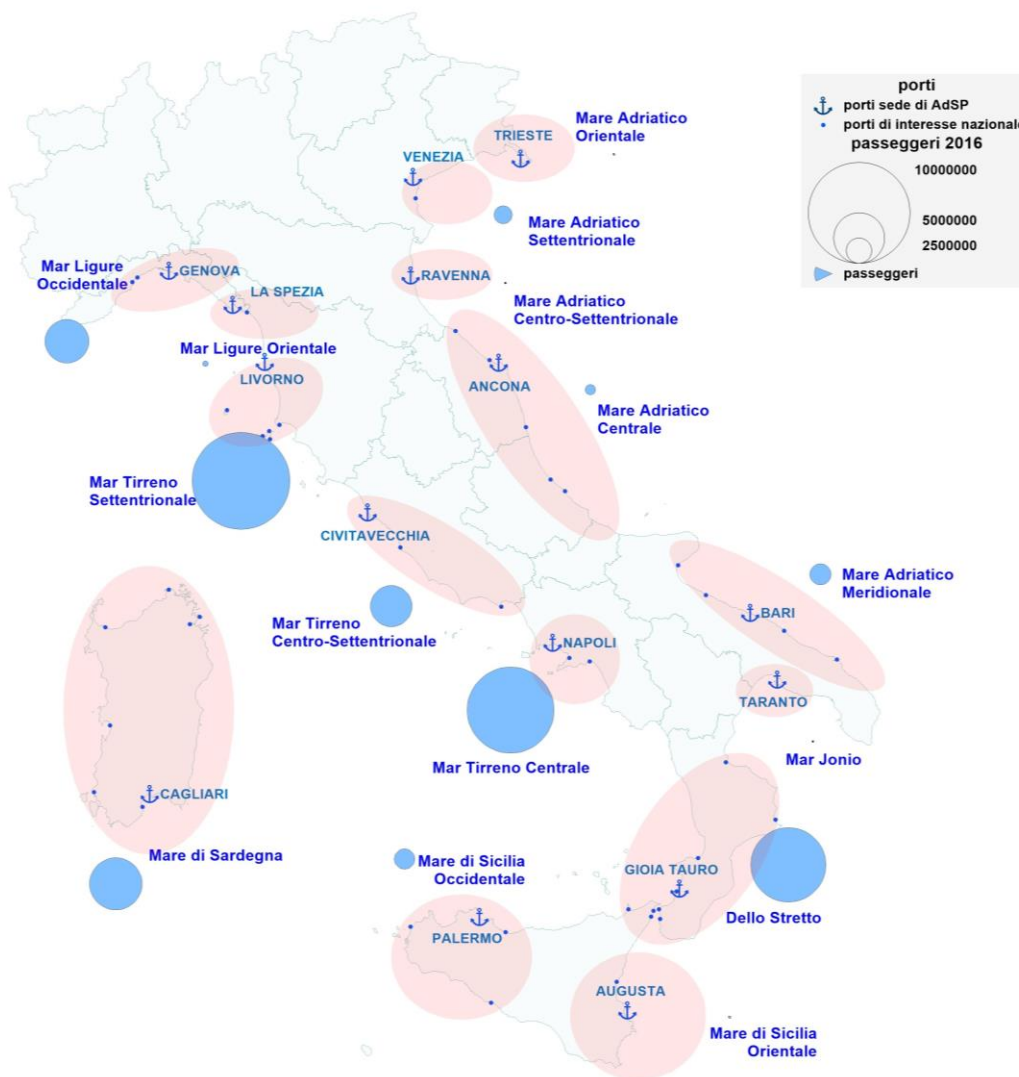 porti
porti sede di AdSP
porti di interesse nazionale
passeggeri 2016
10000000
5000000
2500000
passeggeri
Mare Adriatico
Orientale
TRIESTE
VENEZIA
Mare Adriatico
Settentrionale
Mar Ligure
Occidentale
GENOVA
RAVENNA
LA SPEZIA
Mare Adriatico
Centro-Settentrionale
Mar Ligure Orientale
LIVORNO
ANCONA
Mare Adriatico
Centrale
Mar Tirreno
Settentrionale
CIVITAVECCHIA
Mare Adriatico
Meridionale
BARI
Mar Tirreno
Centro-Settentrionale
NAPOLI
TARANTO
Mar Tirreno Centrale
Mar Jonio
CAGLIARI
Mare di Sardegna
Mare di Sicilia
Occidentale
GIOIA TAURO
Dello Stretto
PALERMO
AUGUSTA
Mare di Sicilia
Orientale